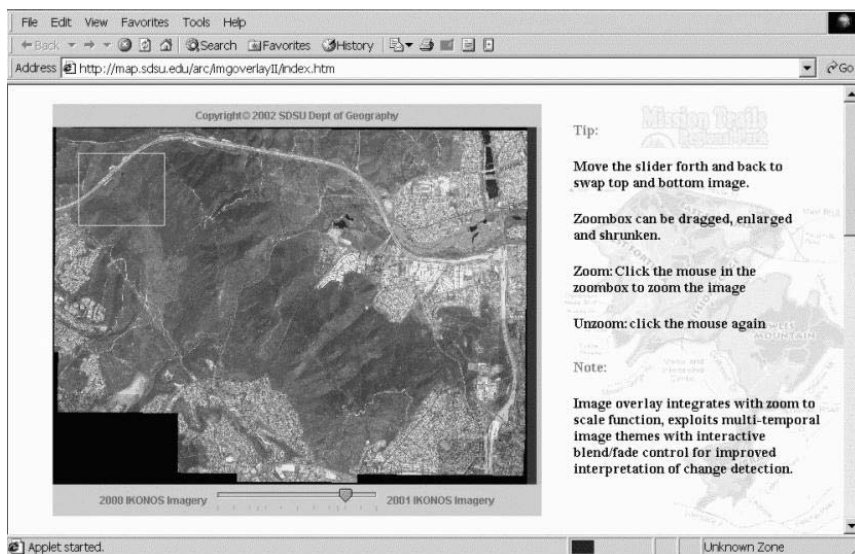 File Edit View Favorites Tools Help
Back Search Favorites History
Address http://map.sdsu.edu/arc/imgoverlayII/index.htm Go
Copyright© 2002 SDSU Dept of Geography
Mission Trails
Regional Park
Tip:
Move the slider forth and back to
swap top and bottom image.
Zoombox can be dragged, enlarged
and shrunken.
Zoom: Click the mouse in the
zoombox to zoom the image
Unzoom: click the mouse again
MOUNTAIN
Note:
Image overlay integrates with zoom to
scale function, exploits multi-temporal
image themes with interactive
blend/fade control for improved
interpretation of change detection.
2000 IKONOS Imagery 2001 IKONOS Imagery
Applet started. Unknown Zone